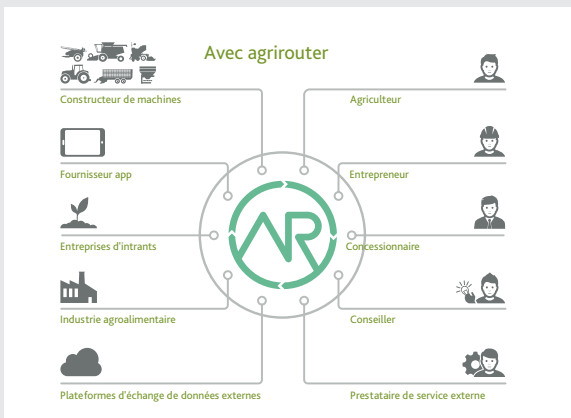 Avec agrirouter
Constructeur de machines
Agriculteur
Fournisseur app
Entrepreneur
AR
Entreprises d'intrants
Concessionnaire
Industrie agroalimentaire
Conseiller
Plateformes d'échange de données externes
Prestataire de service externe